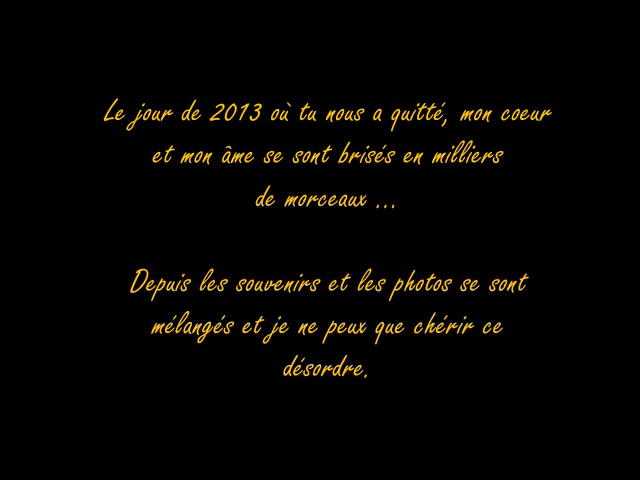 Le jour de 2013 où tu nous a quitté, mon coeur
et mon âme se sont brisés en milliers
de morceaux ...
Depuis les souvenirs et les photos se sont
mélangés et je ne peux que chérir ce
désordre.